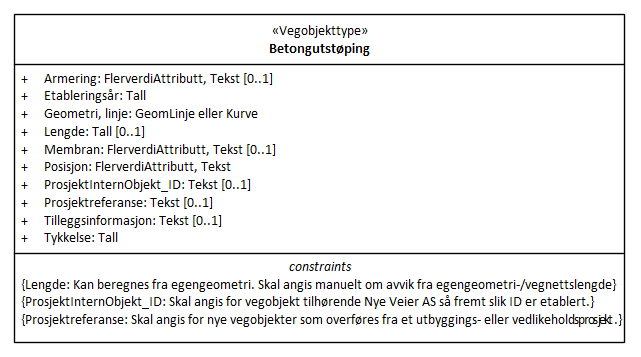 «Vegobjekttype»
Betongutstøping
+ Armering: FlerverdiAttributt, Tekst [0..1]
+ Etableringsår: Tall
+ Geometri, linje: GeomLinje eller Kurve
+ Lengde: Tall [0..1]
+ Membran: FlerverdiAttributt, Tekst [0..1]
+ Posisjon: FlerverdiAttributt, Tekst
+ ProsjektInternObjekt_ID: Tekst [0..1]
+ Prosjektreferanse: Tekst [0..1]
+ Tilleggsinformasjon: Tekst [0..1]
+ Tykkelse: Tall
constraints
{Lengde: Kan beregnes fra egengeometri. Skal angis manuelt om avvik fra egengeometri-/vegnettslengde}
{ProsjektInternObjekt_ID: Skal angis for vegobjekt tilhørende Nye Veier AS så fremt slik ID er etablert.}
{Prosjektreferanse: Skal angis for nye vegobjekter som overføres fra et utbyggings- eller vedlikeholdsprosjekt.}